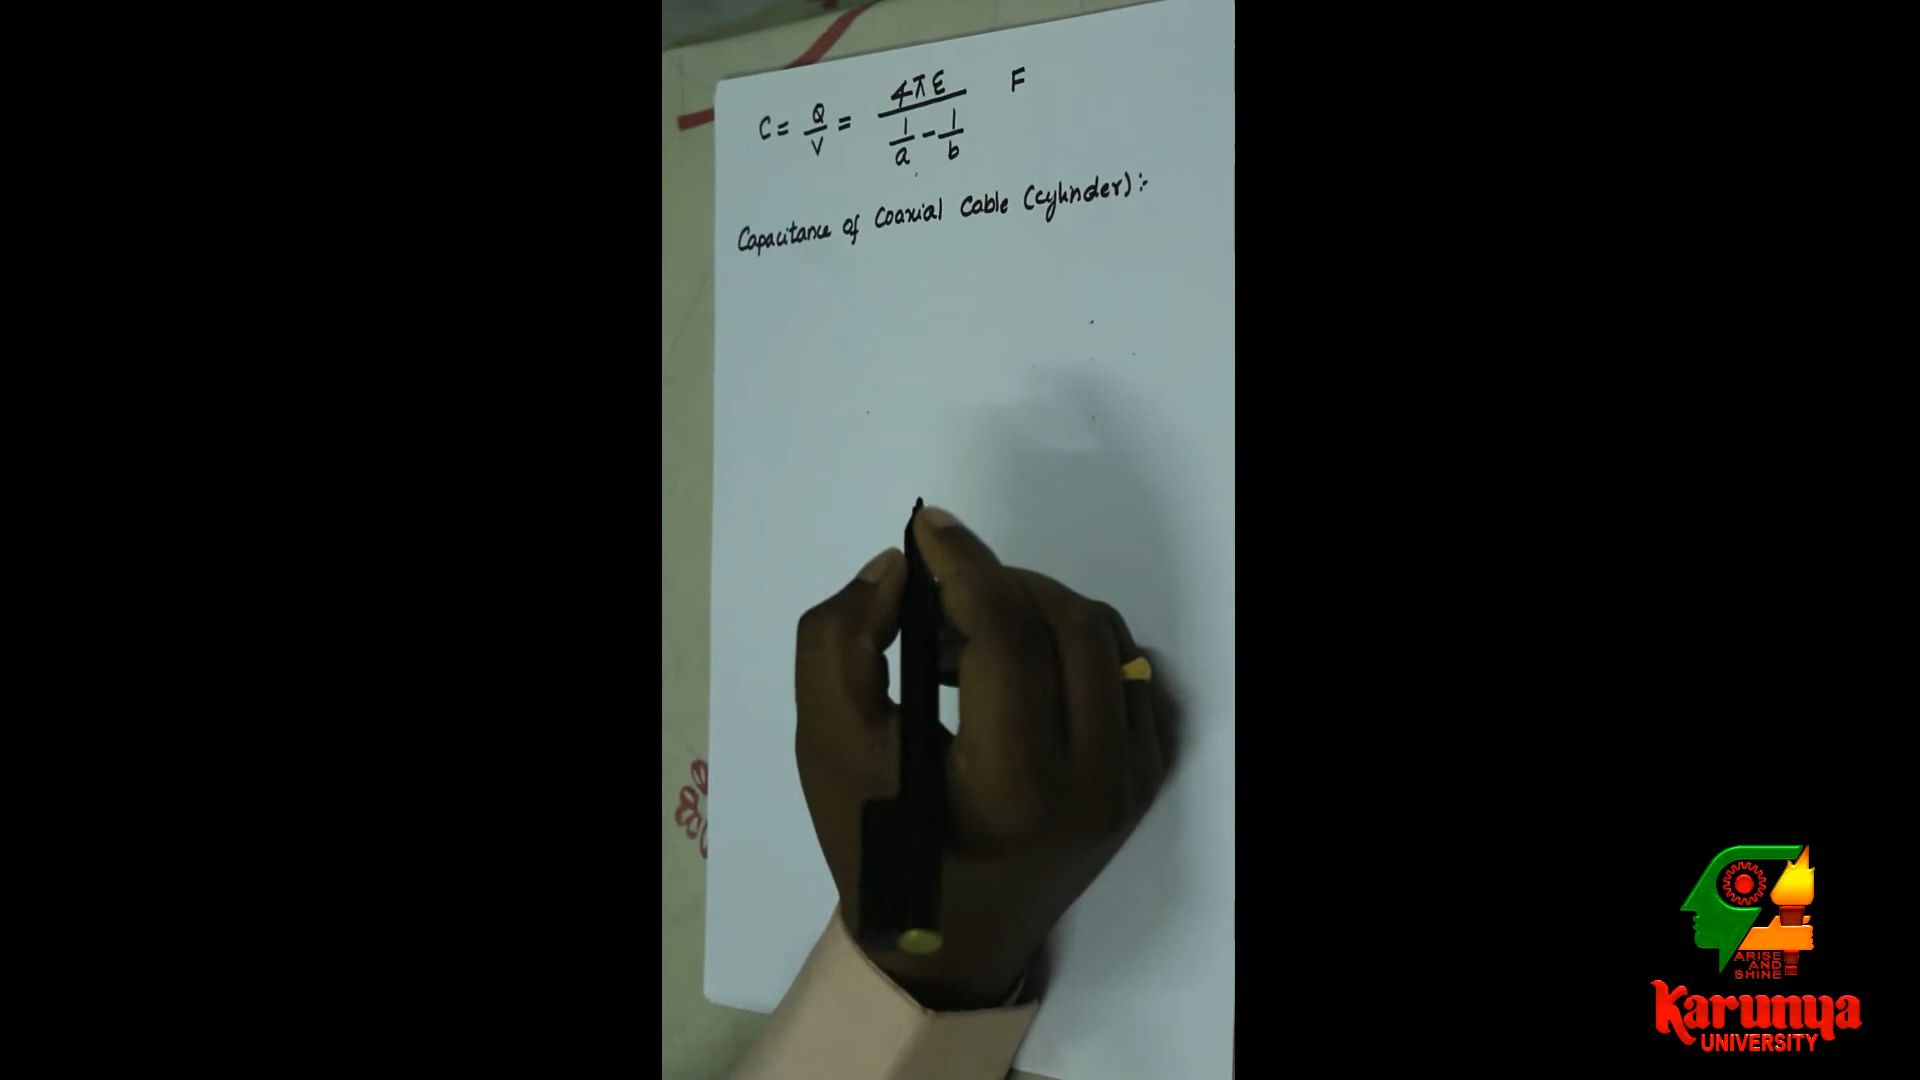 C = Q/V = 4πε / (1/a - 1/b) F
Capacitance of Coaxial Cable (cylinder) :-
ARISE
AND
SHINE
Karunya
UNIVERSITY